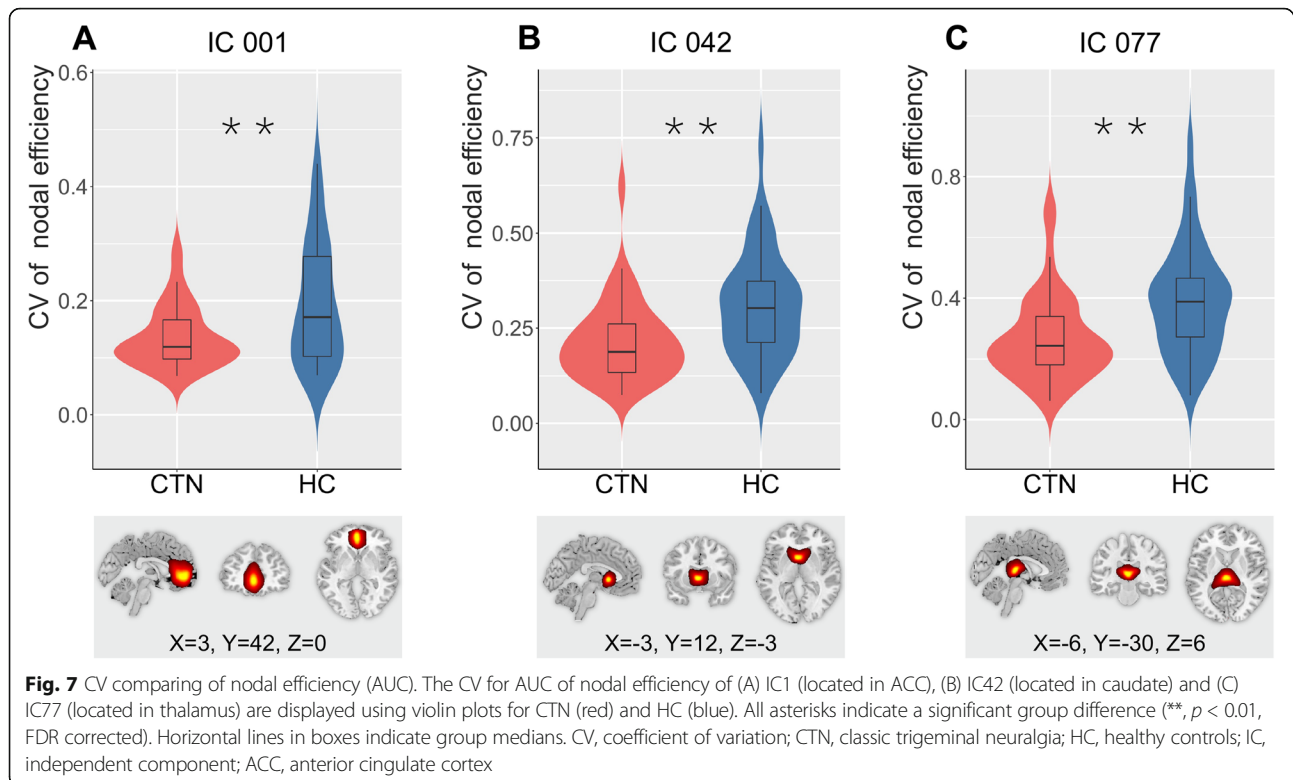 A
IC 001
CV of nodal efficiency
0.6
0.4
0.2
0.0
**
CTN HC
X=3, Y=42, Z=0
B
IC 042
CV of nodal efficiency
0.75
0.50
0.25
0.00
**
CTN HC
X=-3, Y=12, Z=-3
C
IC 077
CV of nodal efficiency
0.8
0.4
0.0
**
CTN HC
X=-6, Y=-30, Z=6
Fig. 7 CV comparing of nodal efficiency (AUC). The CV for AUC of nodal efficiency of (A) IC1 (located in ACC), (B) IC42 (located in caudate) and (C)
IC77 (located in thalamus) are displayed using violin plots for CTN (red) and HC (blue). All asterisks indicate a significant group difference (**, p < 0.01,
FDR corrected). Horizontal lines in boxes indicate group medians. CV, coefficient of variation; CTN, classic trigeminal neuralgia; HC, healthy controls; IC,
independent component; ACC, anterior cingulate cortex